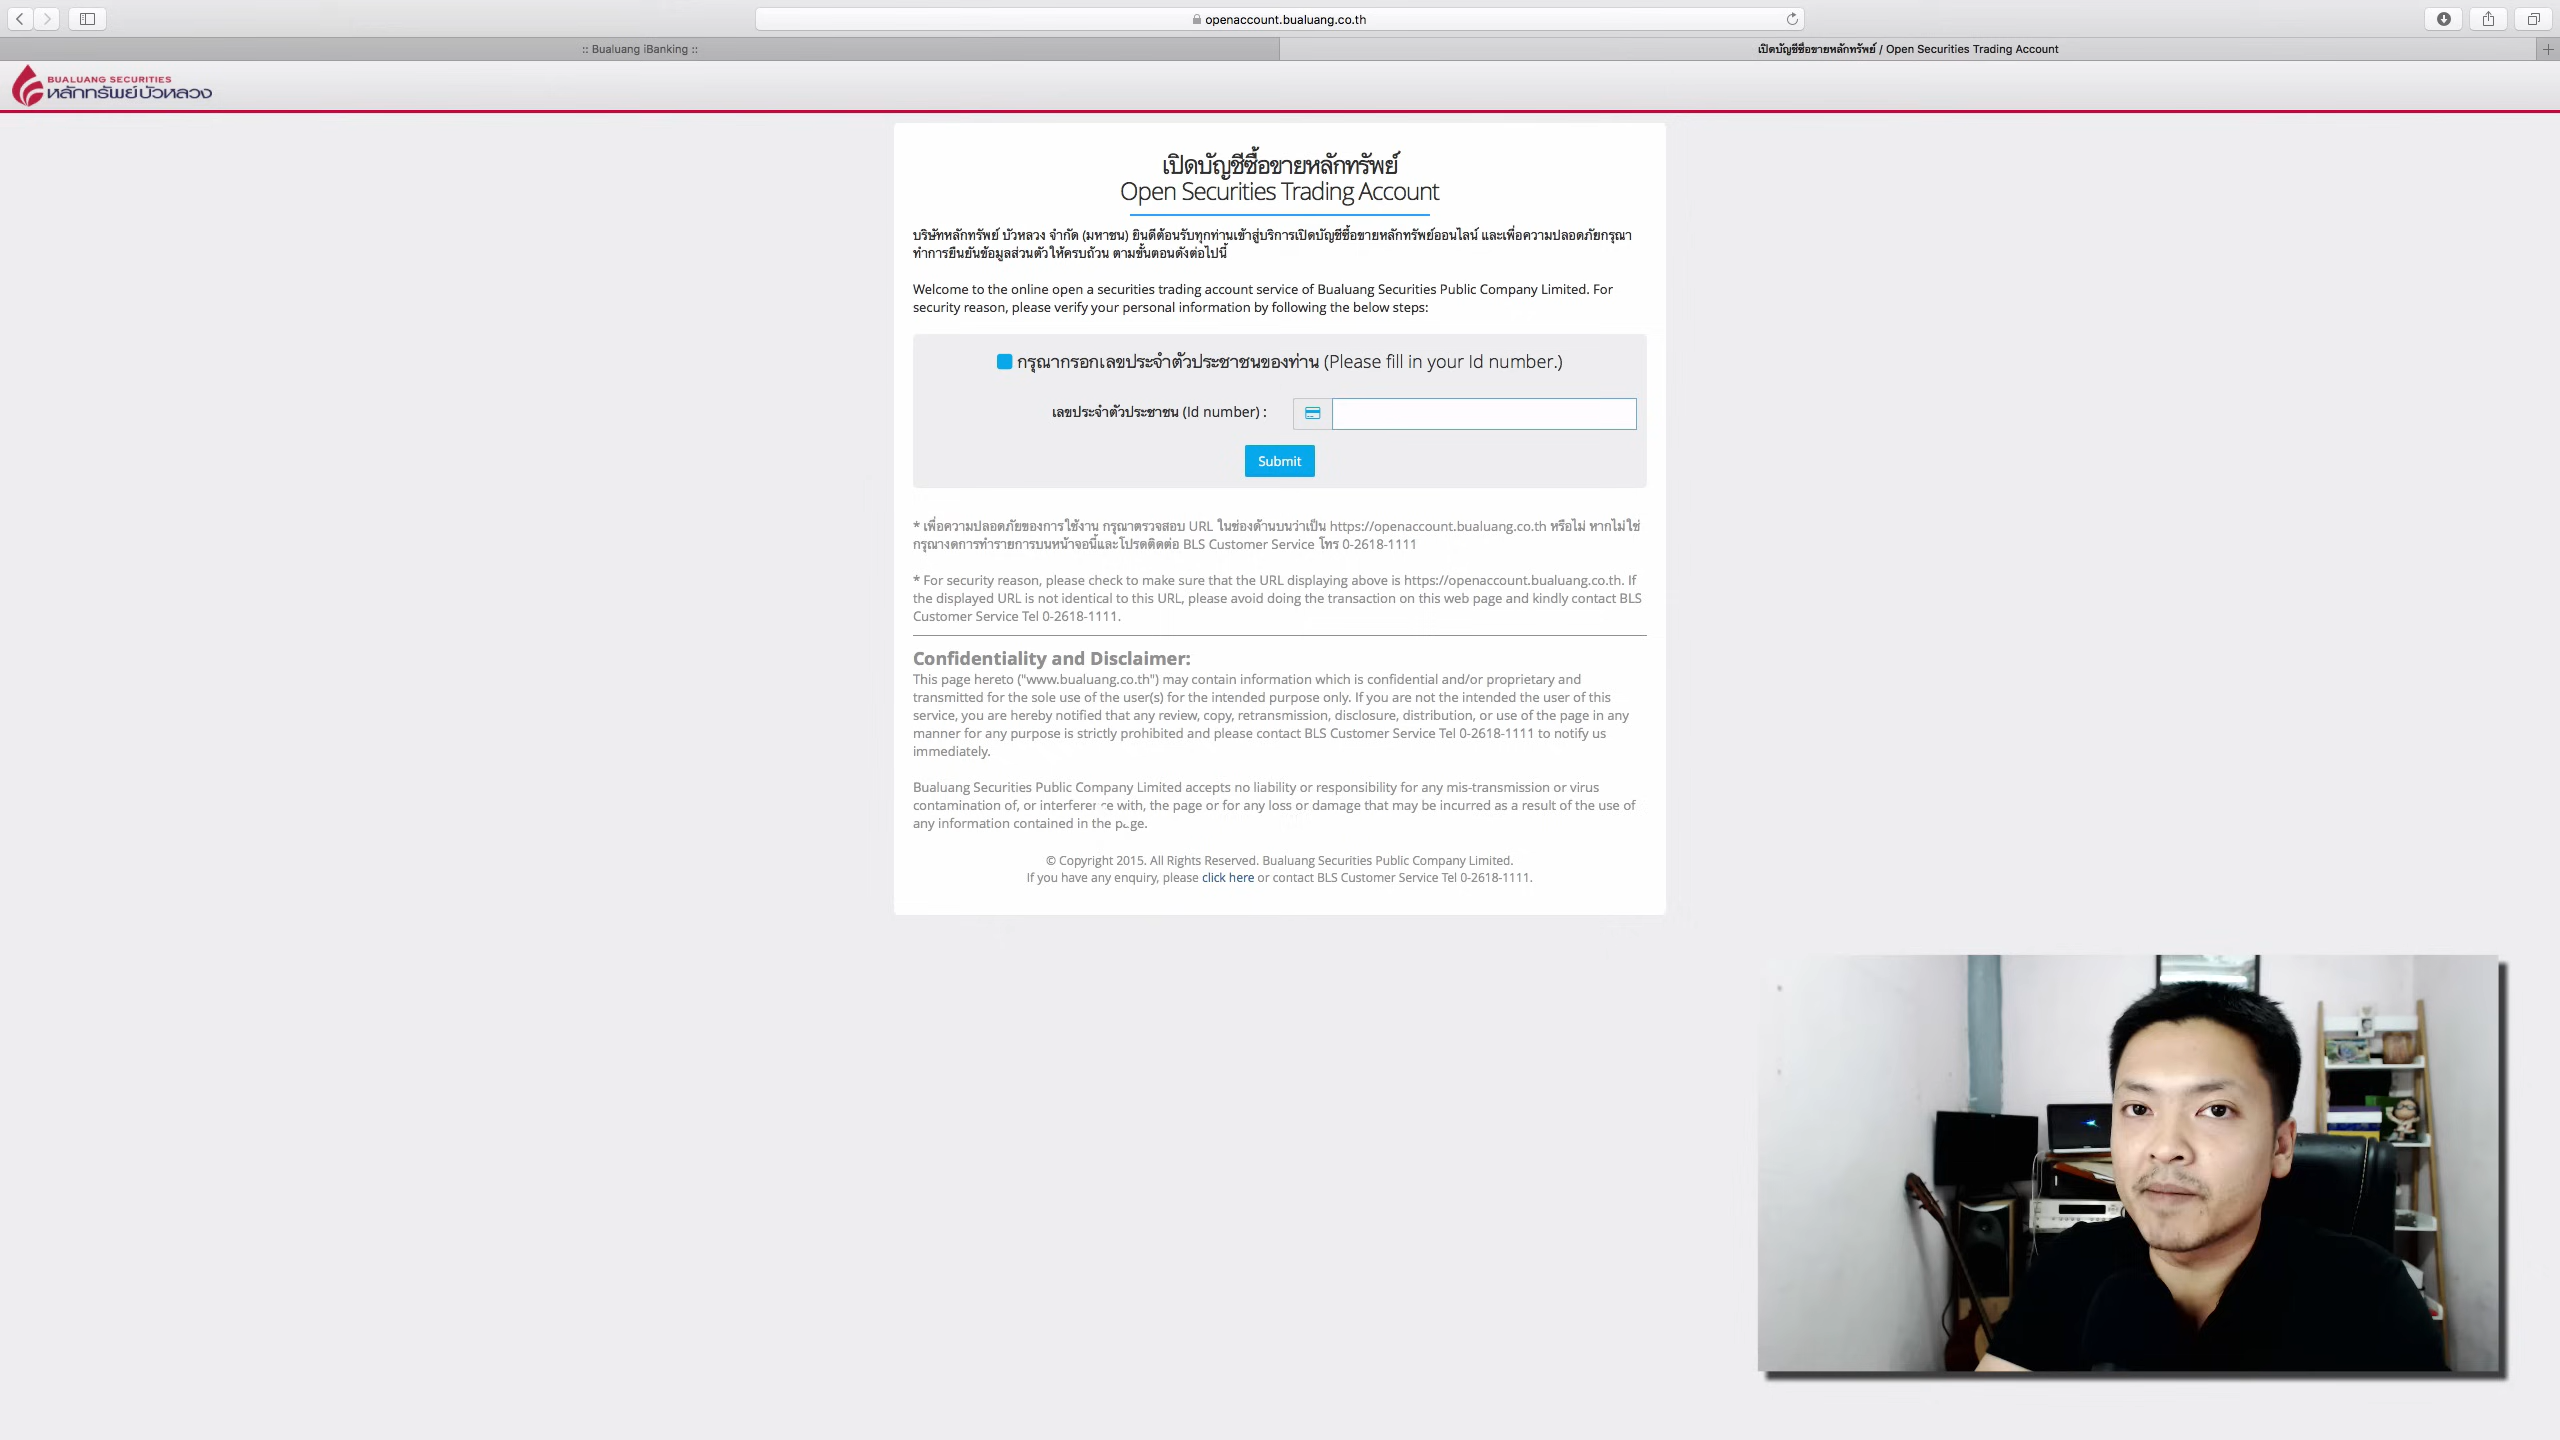 openaccount.bualuang.co.th
:: Bualuang iBanking ::
เปิดบัญชีซื้อขายหลักทรัพย์ / Open Securities Trading Account
BUALUANG SECURITIES
หลักทรัพย์บัวหลวง
เปิดบัญชีซื้อขายหลักทรัพย์
Open Securities Trading Account
บริษัทหลักทรัพย์ บัวหลวง จำกัด (มหาชน) ยินดีต้อนรับทุกท่านเข้าสู่บริการเปิดบัญชีซื้อขายหลักทรัพย์ออนไลน์ และเพื่อความปลอดภัยกรุณา
ทำการยืนยันข้อมูลส่วนตัวให้ครบถ้วน ตามขั้นตอนดังต่อไปนี้
Welcome to the online open a securities trading account service of Bualuang Securities Public Company Limited. For
security reason, please verify your personal information by following the below steps:
กรุณากรอกเลขประจำตัวประชาชนของท่าน (Please fill in your Id number.)
เลขประจำตัวประชาชน (Id number) :
Submit
* เพื่อความปลอดภัยของการใช้งาน กรุณาตรวจสอบ URL ในช่องด้านบนว่าเป็น https://openaccount.bualuang.co.th หรือไม่ หากไม่ใช่
กรุณางดการทำรายการบนหน้าจอนี้และโปรดติดต่อ BLS Customer Service โทร 0-2618-1111
* For security reason, please check to make sure that the URL displaying above is https://openaccount.bualuang.co.th. If
the displayed URL is not identical to this URL, please avoid doing the transaction on this web page and kindly contact BLS
Customer Service Tel 0-2618-1111.
Confidentiality and Disclaimer:
This page hereto ("www.bualuang.co.th") may contain information which is confidential and/or proprietary and
transmitted for the sole use of the user(s) for the intended purpose only. If you are not the intended the user of this
service, you are hereby notified that any review, copy, retransmission, disclosure, distribution, or use of the page in any
manner for any purpose is strictly prohibited and please contact BLS Customer Service Tel 0-2618-1111 to notify us
immediately.
Bualuang Securities Public Company Limited accepts no liability or responsibility for any mis-transmission or virus
contamination of, or interference with, the page or for any loss or damage that may be incurred as a result of the use of
any information contained in the page.
© Copyright 2015. All Rights Reserved. Bualuang Securities Public Company Limited.
If you have any enquiry, please click here or contact BLS Customer Service Tel 0-2618-1111.